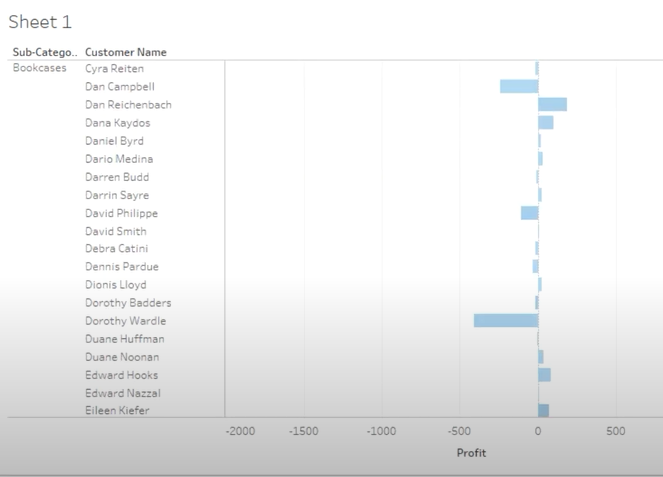 Sheet 1
Sub-Catego.. Customer Name
Bookcases Cyra Reiten
Dan Campbell
Dan Reichenbach
Dana Kaydos
Daniel Byrd
Dario Medina
Darren Budd
Darrin Sayre
David Philippe
David Smith
Debra Catini
Dennis Pardue
Dionis Lloyd
Dorothy Badders
Dorothy Wardle
Duane Huffman
Duane Noonan
Edward Hooks
Edward Nazzal
Eileen Kiefer
-2000 -1500 -1000 -500 0 500
Profit